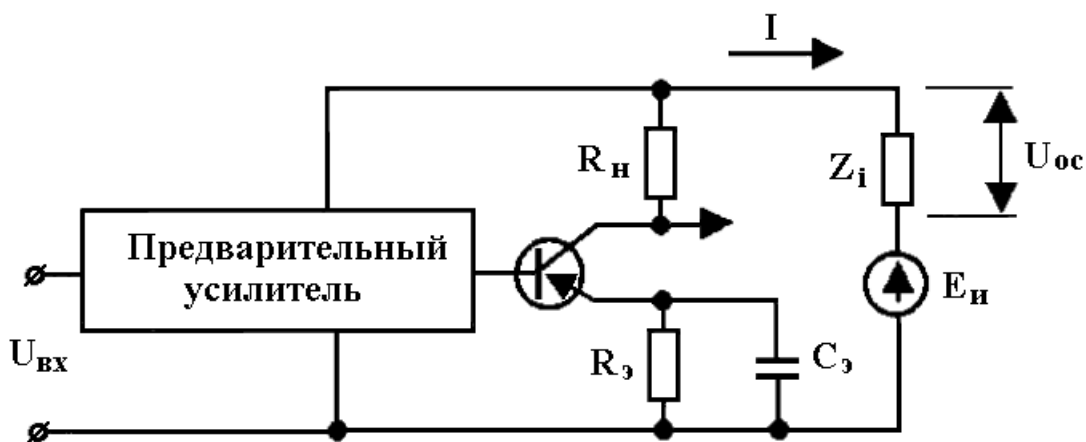 I
Rн
Zi
Uос
Предварительный
усилитель
Eи
Uвх
Rэ
Cэ